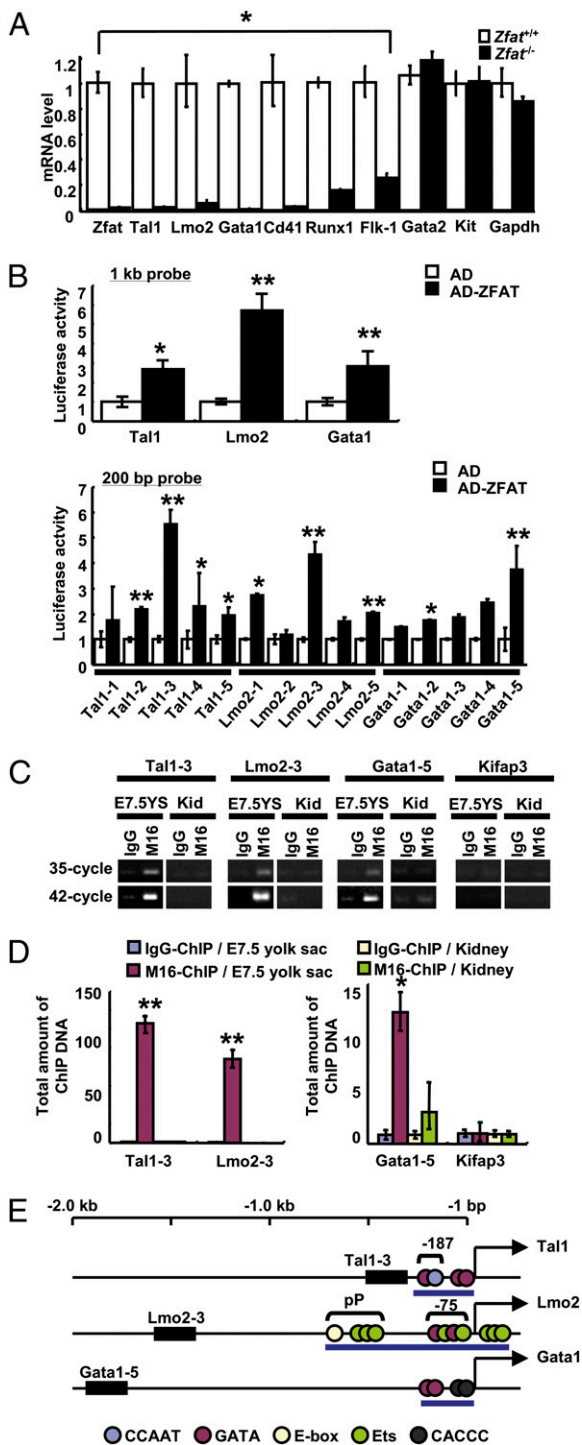 A
*
Zfat+/+
Zfat-/-
mRNA level
1.2
1
0.8
0.6
0.4
0.2
0
Zfat Tal1 Lmo2 Gata1 Cd41 Runx1 Flk-1 Gata2 Kit Gapdh
B
1 kb probe
AD
AD-ZFAT
Luciferase actvity
7
6
5
4
3
2
1
0
* ** **
Tal1 Lmo2 Gata1
200 bp probe
AD
AD-ZFAT
Luciferase actvity
7
6
5
4
3
2
1
0
** ** * * * ** ** * **
Tal1-1 Tal1-2 Tal1-3 Tal1-4 Tal1-5 Lmo2-1 Lmo2-2 Lmo2-3 Lmo2-4 Lmo2-5 Gata1-1 Gata1-2 Gata1-3 Gata1-4 Gata1-5
C
Tal1-3 Lmo2-3 Gata1-5 Kifap3
E7.5YS Kid E7.5YS Kid E7.5YS Kid E7.5YS Kid
IgG M16 IgG M16 IgG M16 IgG M16 IgG M16 IgG M16 IgG M16 IgG M16
35-cycle
42-cycle
D
IgG-ChIP / E7.5 yolk sac
IgG-ChIP / Kidney
M16-ChIP / E7.5 yolk sac
M16-ChIP / Kidney
Total amount of
ChIP DNA
150
100
50
0
** **
Tal1-3 Lmo2-3
Total amount of
ChIP DNA
15
10
5
0
*
Gata1-5 Kifap3
E
-2.0 kb -1.0 kb -1 bp
Tal1-3 -187 Tal1
Lmo2-3 pP -75 Lmo2
Gata1-5 Gata1
CCAAT GATA E-box Ets CACCC